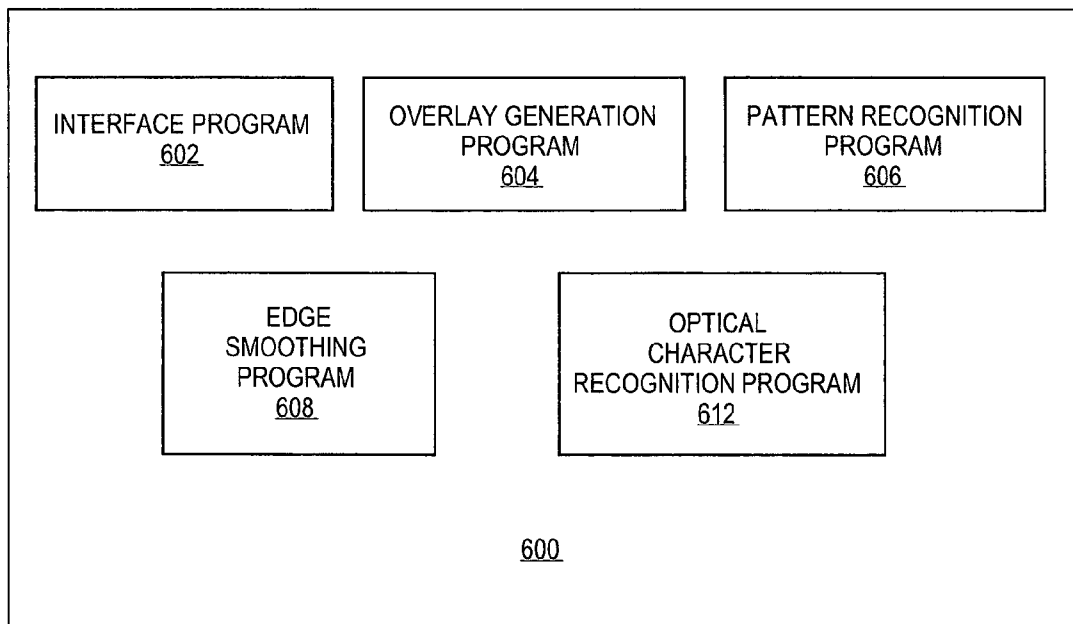 INTERFACE PROGRAM
602
OVERLAY GENERATION
PROGRAM
604
PATTERN RECOGNITION
PROGRAM
606
EDGE
SMOOTHING
PROGRAM
608
OPTICAL
CHARACTER
RECOGNITION PROGRAM
612
600